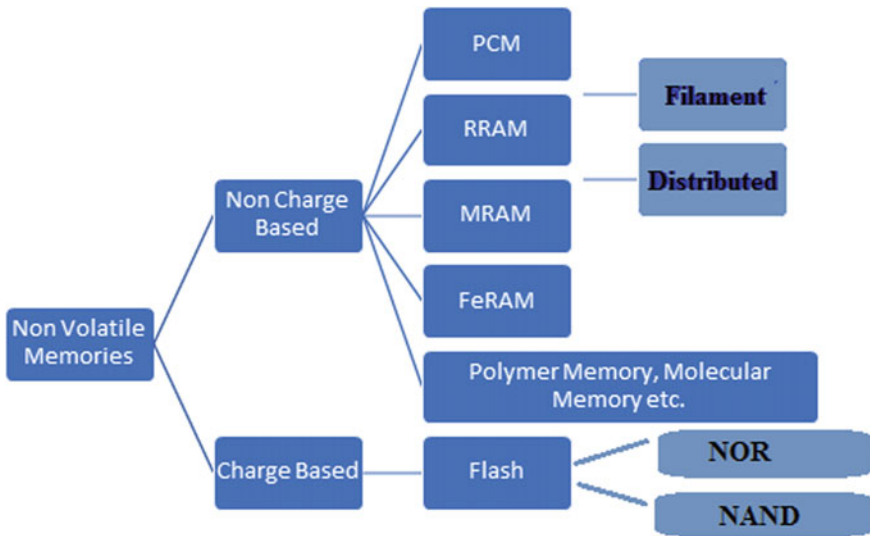 PCM
Filament
RRAM
Distributed
Non Charge
Based
MRAM
FeRAM
Non Volatile
Memories
Polymer Memory, Molecular
Memory etc.
Charge Based
Flash
NOR
NAND